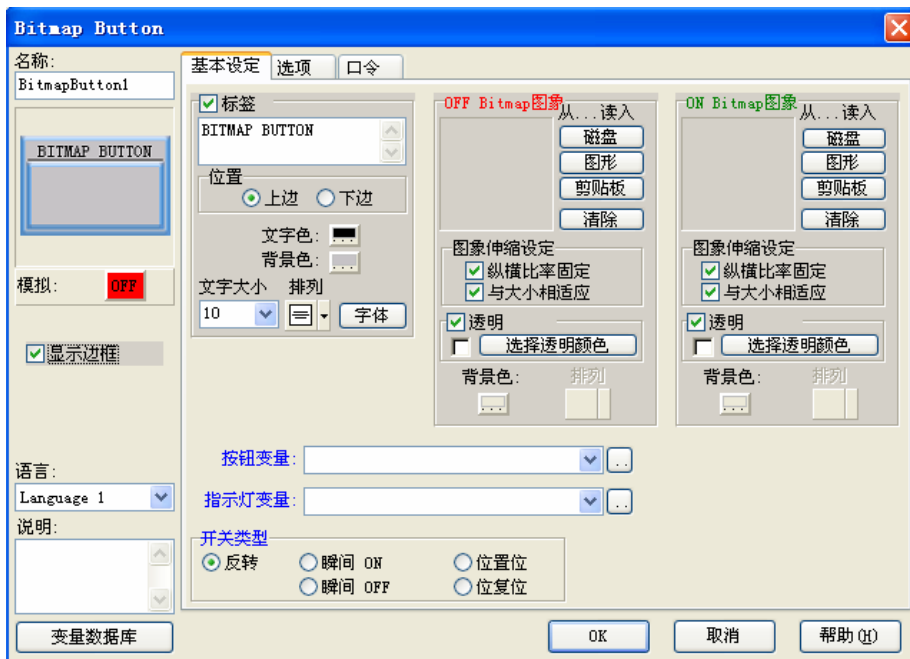 Bitmap Button
名称:
BitmapButton1
BITMAP BUTTON
模拟: OFF
显示边框
语言:
Language 1
说明:
变量数据库
基本设定 选项 口令
标签
BITMAP BUTTON
位置
上边 下边
文字色: ...
背景色: ...
文字大小 排列
10 字体
OFF Bitmap图象
从...读入
磁盘
图形
剪贴板
清除
图象伸缩设定
纵横比率固定
与大小相适应
透明
选择透明颜色
背景色: 排列
...
ON Bitmap图象
从...读入
磁盘
图形
剪贴板
清除
图象伸缩设定
纵横比率固定
与大小相适应
透明
选择透明颜色
背景色: 排列
...
按钮变量: ..
指示灯变量: ..
开关类型
反转 瞬间 ON 位置位
瞬间 OFF 位复位
OK 取消 帮助(H)